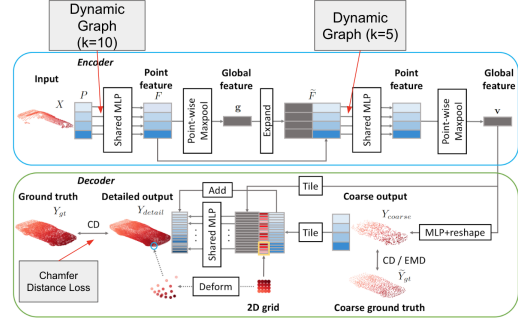 Dynamic
Graph
(k=10)
Dynamic
Graph (k=5)
Encoder
Input
Point
feature
Global
feature
Point
feature
Global
feature
X
P
Shared MLP
F
Point-wise
Maxpool
g
Expand
F̃
Shared MLP
Point-wise
Maxpool
v
Decoder
Ground truth
Detailed output
Add
Tile
Coarse output
Y_gt
CD
Y_detail
Shared MLP
Tile
Y_coarse
MLP+reshape
CD / EMD
Chamfer
Distance Loss
Deform
2D grid
Ỹ_gt
Coarse ground truth